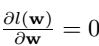 ∂l(𝐰)/∂𝐰 = 0